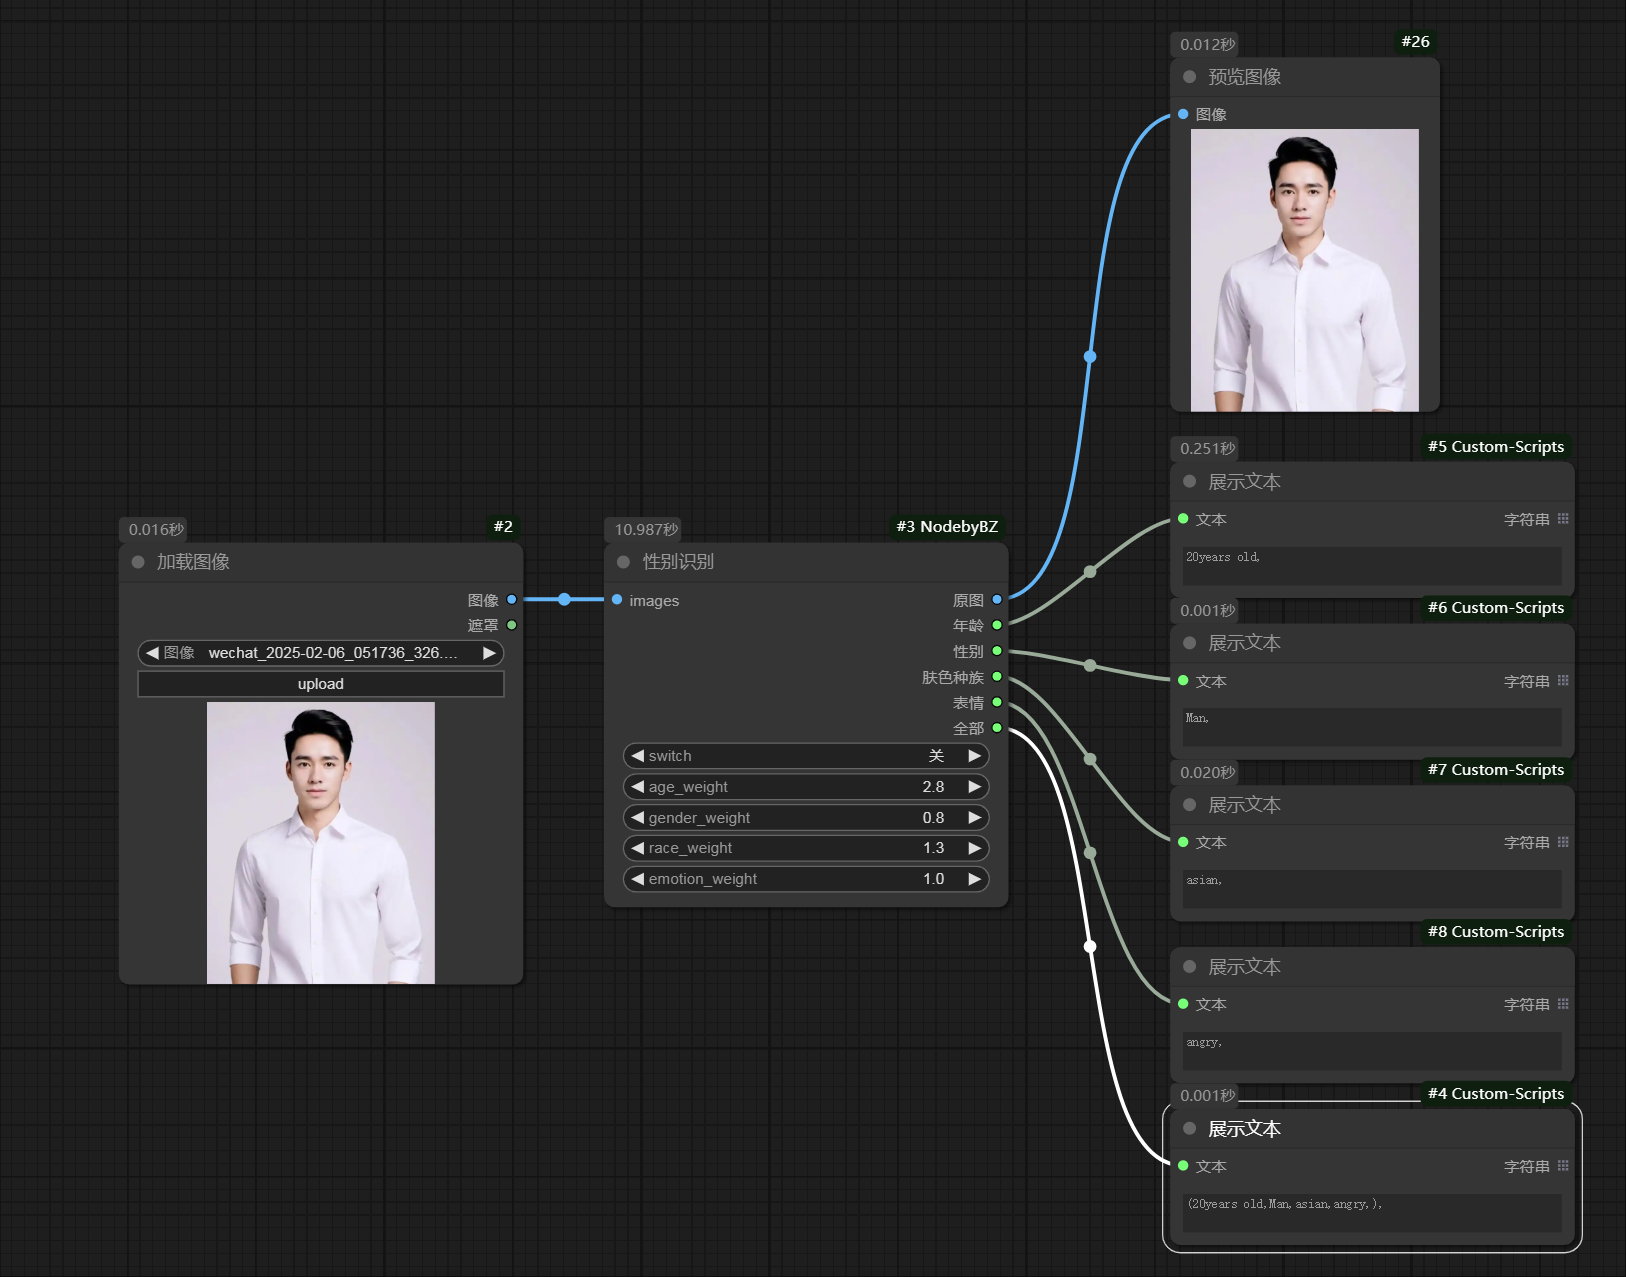 0.016秒
#2
加载图像
图像
遮罩
图像 wechat_2025-02-06_051736_326....
upload
10.987秒
#3 NodebyBZ
性别识别
images
原图
年龄
性别
肤色种族
表情
全部
switch 关
age_weight 2.8
gender_weight 0.8
race_weight 1.3
emotion_weight 1.0
0.012秒
#26
预览图像
图像
0.251秒
#5 Custom-Scripts
展示文本
文本 字符串
20years old,
0.001秒
#6 Custom-Scripts
展示文本
文本 字符串
Man,
0.020秒
#7 Custom-Scripts
展示文本
文本 字符串
asian,
#8 Custom-Scripts
展示文本
文本 字符串
angry,
0.001秒
#4 Custom-Scripts
展示文本
文本 字符串
(20years old,Man,asian,angry,),